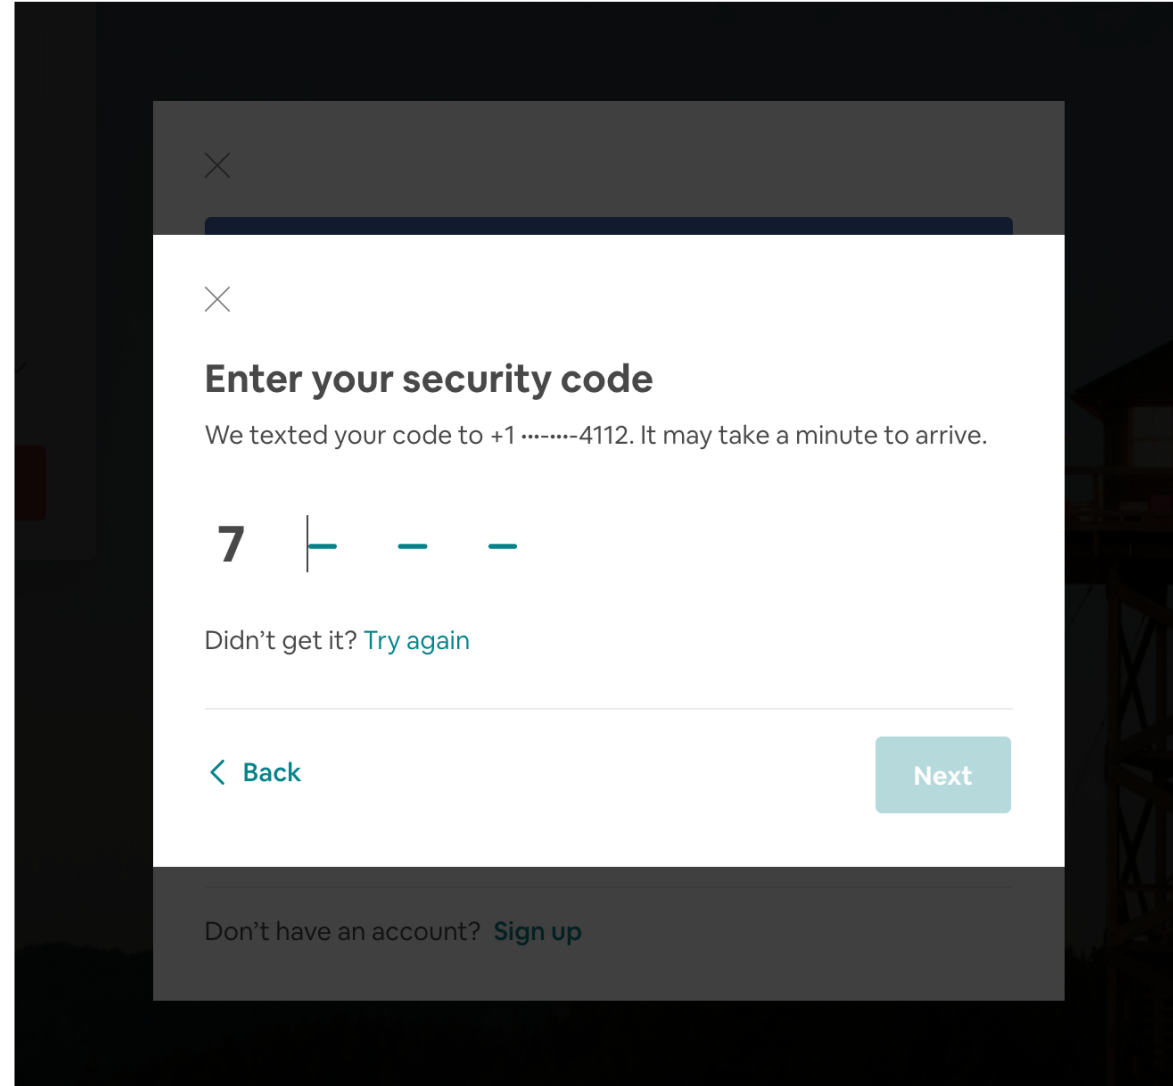 Enter your security code
We texted your code to +1 •••-•••-4112. It may take a minute to arrive.
7
Didn’t get it? Try again
Back
Next
Don’t have an account? Sign up